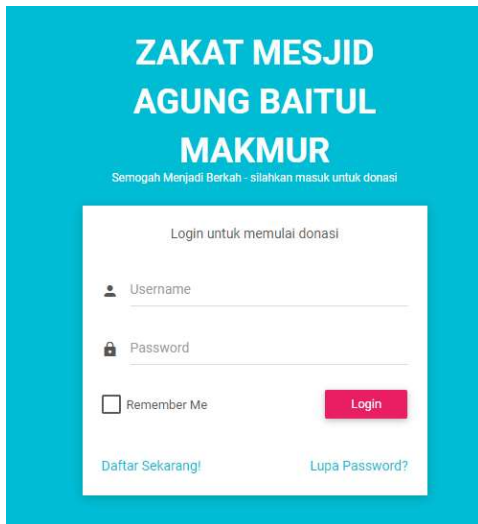 ZAKAT MESJID
AGUNG BAITUL
MAKMUR
Semogah Menjadi Berkah - silahkan masuk untuk donasi
Login untuk memulai donasi
Username
Password
Remember Me
Login
Daftar Sekarang!
Lupa Password?